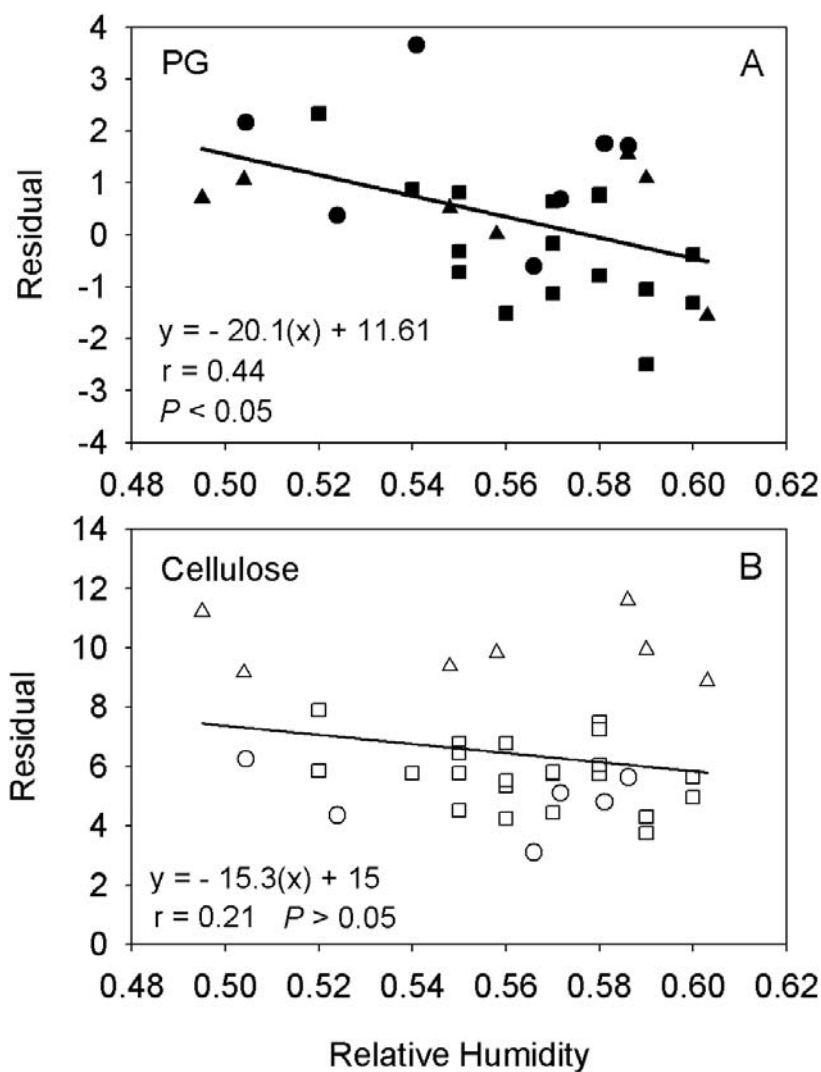 4
PG
A
3
2
1
0
-1
-2
-3
-4
Residual
y = - 20.1(x) + 11.61
r = 0.44
P < 0.05
0.48 0.50 0.52 0.54 0.56 0.58 0.60 0.62
14
Cellulose
B
12
10
8
6
4
2
0
Residual
y = - 15.3(x) + 15
r = 0.21 P > 0.05
0.48 0.50 0.52 0.54 0.56 0.58 0.60 0.62
Relative Humidity